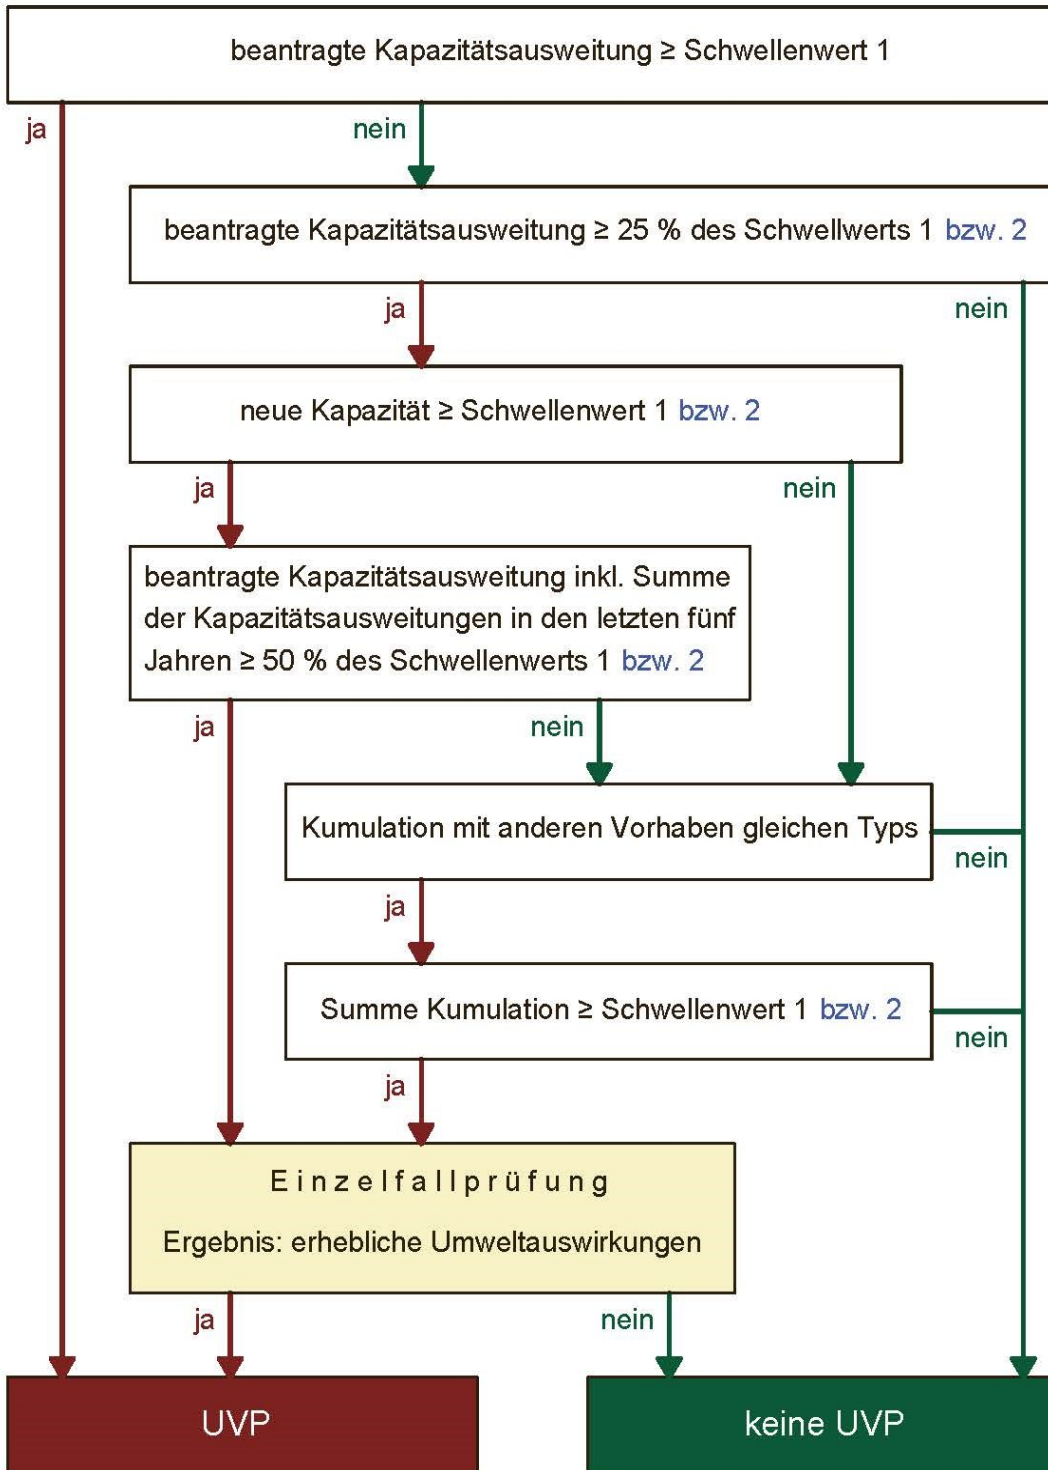 beantragte Kapazitätsausweitung ≥ Schwellenwert 1
ja
nein
beantragte Kapazitätsausweitung ≥ 25 % des Schwellwerts 1 bzw. 2
ja
nein
neue Kapazität ≥ Schwellenwert 1 bzw. 2
ja
nein
beantragte Kapazitätsausweitung inkl. Summe
der Kapazitätsausweitungen in den letzten fünf
Jahren ≥ 50 % des Schwellenwerts 1 bzw. 2
ja
nein
Kumulation mit anderen Vorhaben gleichen Typs
nein
ja
Summe Kumulation ≥ Schwellenwert 1 bzw. 2
nein
ja
Einzelfallprüfung
Ergebnis: erhebliche Umweltauswirkungen
ja
nein
UVP
keine UVP